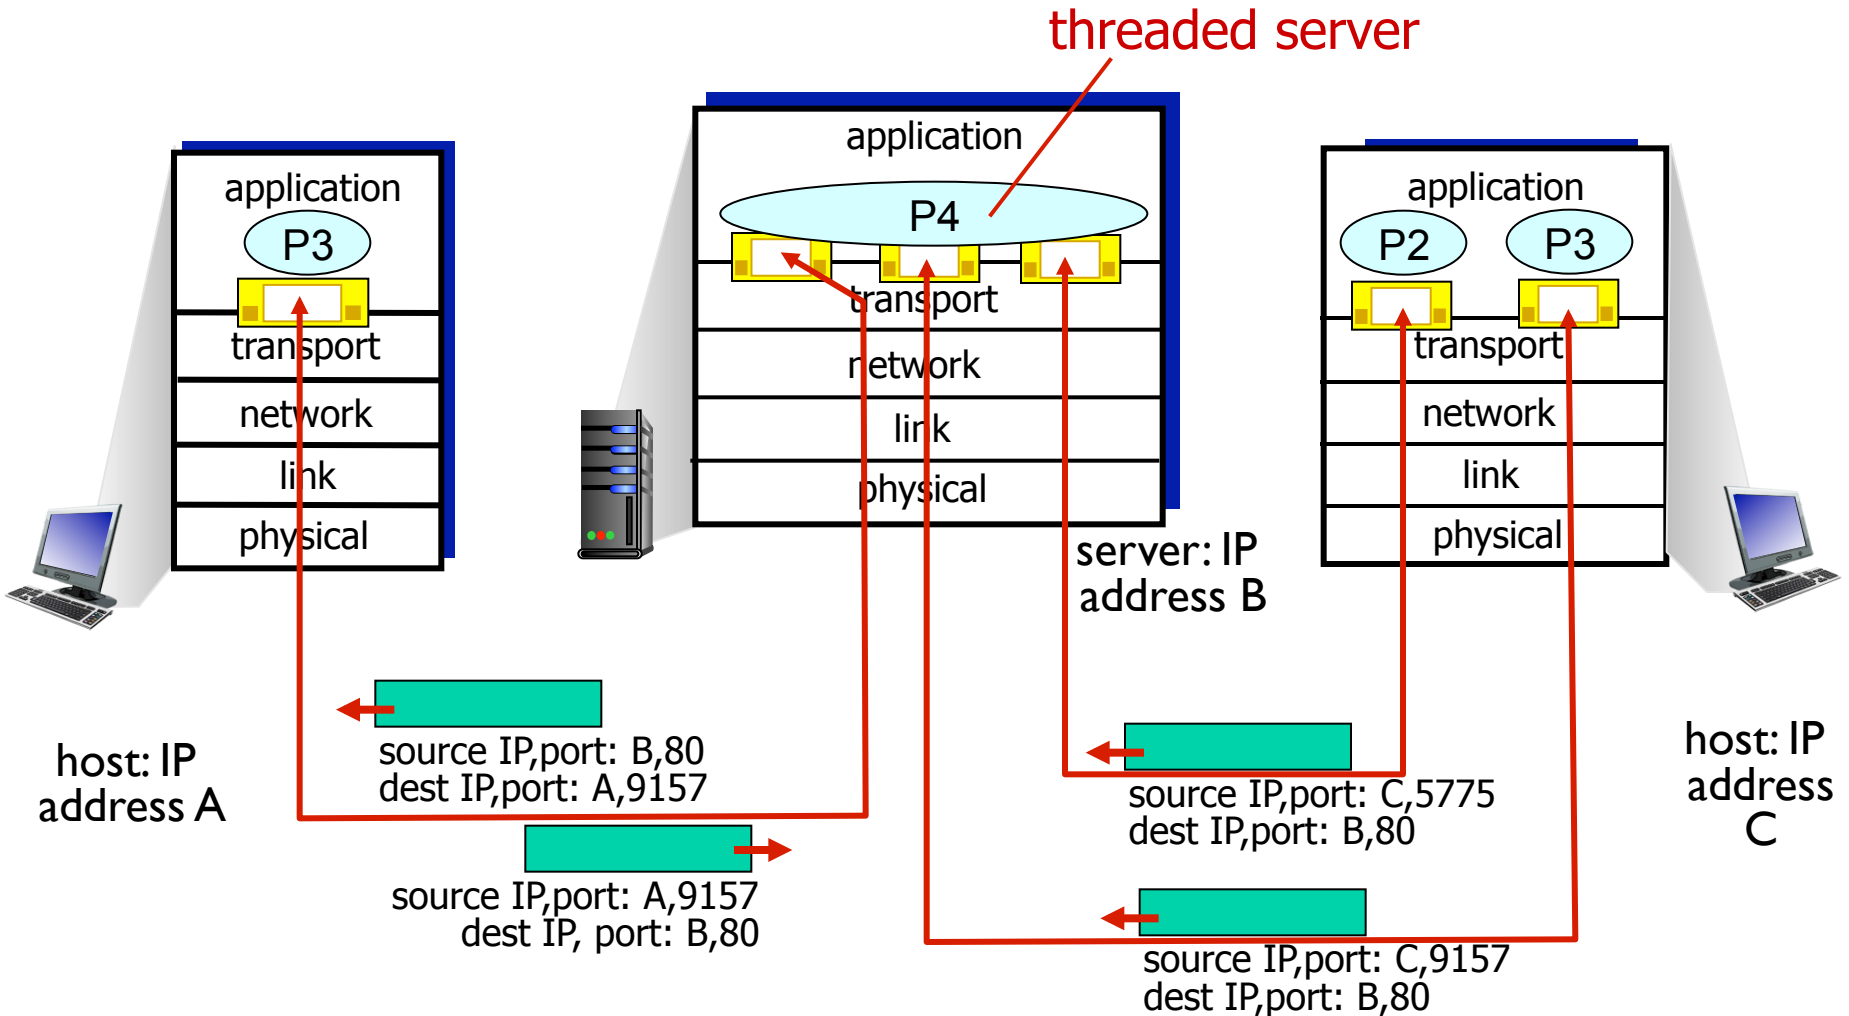 threaded server
application
P3
transport
network
link
physical
application
P4
transport
network
link
physical
application
P2
P3
transport
network
link
physical
server: IP
address B
host: IP
address A
source IP,port: B,80
dest IP,port: A,9157
source IP,port: A,9157
dest IP, port: B,80
source IP,port: C,5775
dest IP,port: B,80
source IP,port: C,9157
dest IP,port: B,80
host: IP
address
C